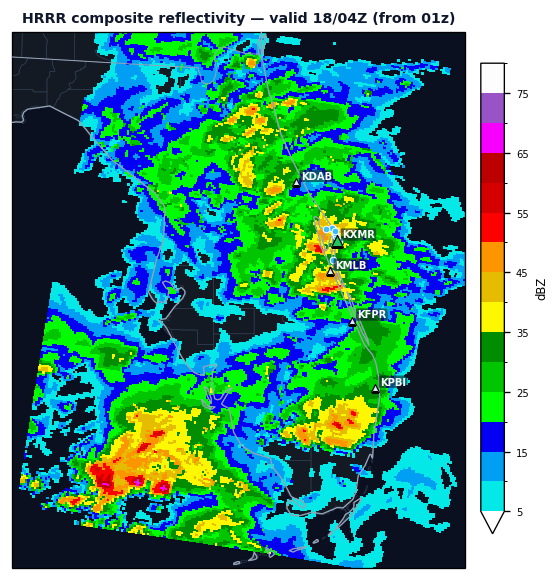 HRRR composite reflectivity — valid 18/04Z (from 01z)
KDAB
KXMR
KMLB
KFPR
KPBI
75
65
55
45
35
25
15
5
dBZ